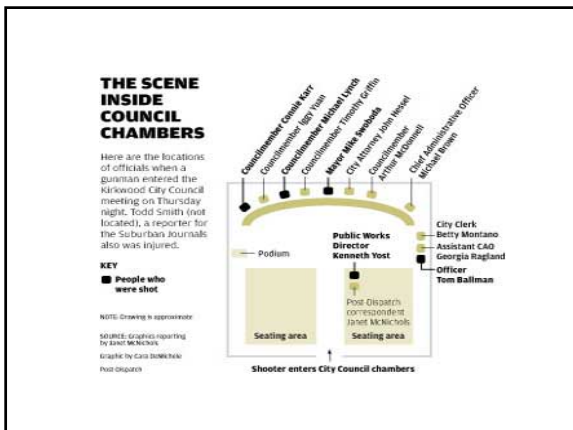 THE SCENE
INSIDE
COUNCIL
CHAMBERS
Here are the locations
of officials when a
gunman entered the
Kirkwood City Council
meeting on Thursday
night. Todd Smith (not
located), a reporter for
the Suburban Journals
also was injured.
KEY
People who
were shot
NOTE: Drawing is approximate
SOURCE: Graphics reporting
by Janet McNichols
Graphic by Cara DeMichele
Post-Dispatch
Councilmember Connie Karr
Councilmember Iggy Yuan
Councilmember Michael Lynch
Councilmember Timothy Griffin
Mayor Mike Swoboda
City Attorney John Hessel
Councilmember
Arthur McDonnell
Chief Administrative Officer
Michael Brown
City Clerk
Betty Montano
Assistant CAO
Georgia Ragland
Officer
Tom Ballman
Podium
Public Works
Director
Kenneth Yost
Post-Dispatch
correspondent
Janet McNichols
Seating area
Seating area
Shooter enters City Council chambers